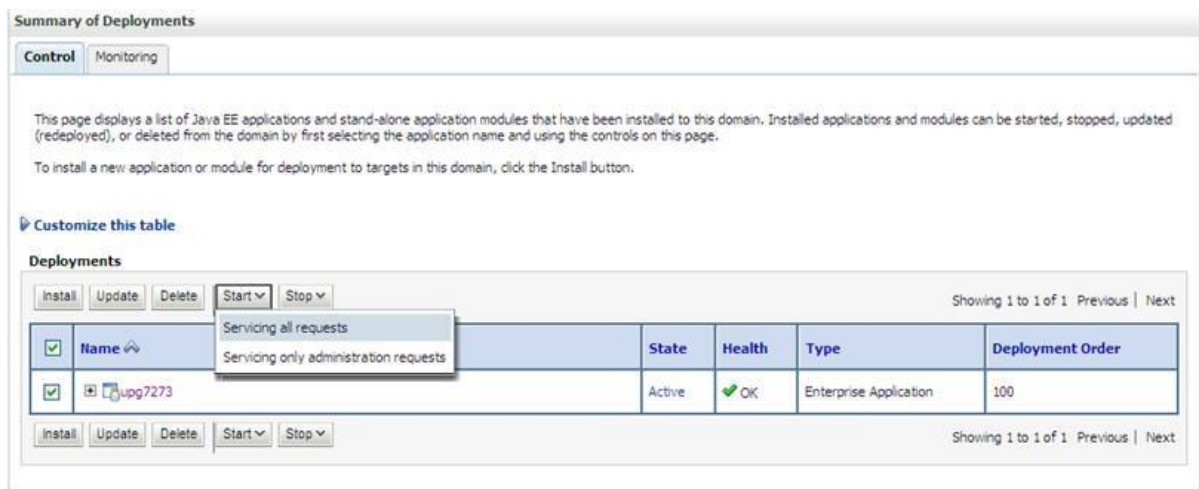 Summary of Deployments
Control Monitoring
This page displays a list of Java EE applications and stand-alone application modules that have been installed to this domain. Installed applications and modules can be started, stopped, updated
(redeployed), or deleted from the domain by first selecting the application name and using the controls on this page.
To install a new application or module for deployment to targets in this domain, click the Install button.
Customize this table
Deployments
Install Update Delete Start Stop Showing 1 to 1 of 1 Previous | Next
Servicing all requests
Servicing only administration requests
Name State Health Type Deployment Order
upg7273 Active OK Enterprise Application 100
Install Update Delete Start Stop Showing 1 to 1 of 1 Previous | Next